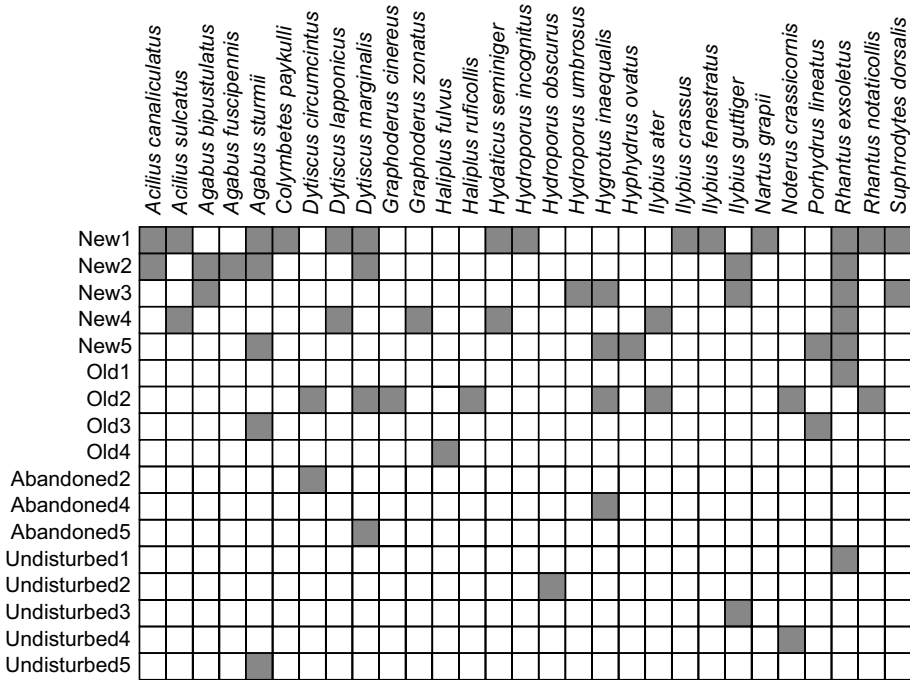 Acilius canaliculatus
Acilius sulcatus
Agabus bipustulatus
Agabus fuscipennis
Agabus sturmii
Colymbetes paykulli
Dytiscus circumcintus
Dytiscus lapponicus
Dytiscus marginalis
Graphoderus cinereus
Graphoderus zonatus
Haliplus fulvus
Haliplus ruficollis
Hydaticus seminiger
Hydroporus incognitus
Hydroporus obscurus
Hydroporus umbrosus
Hygrotus inaequalis
Hyphydrus ovatus
Ilybius ater
Ilybius crassus
Ilybius fenestratus
Ilybius guttiger
Nartus grapii
Noterus crassicornis
Porhydrus lineatus
Rhantus exsoletus
Rhantus notaticollis
Suphrodytes dorsalis
New1
New2
New3
New4
New5
Old1
Old2
Old3
Old4
Abandoned2
Abandoned4
Abandoned5
Undisturbed1
Undisturbed2
Undisturbed3
Undisturbed4
Undisturbed5